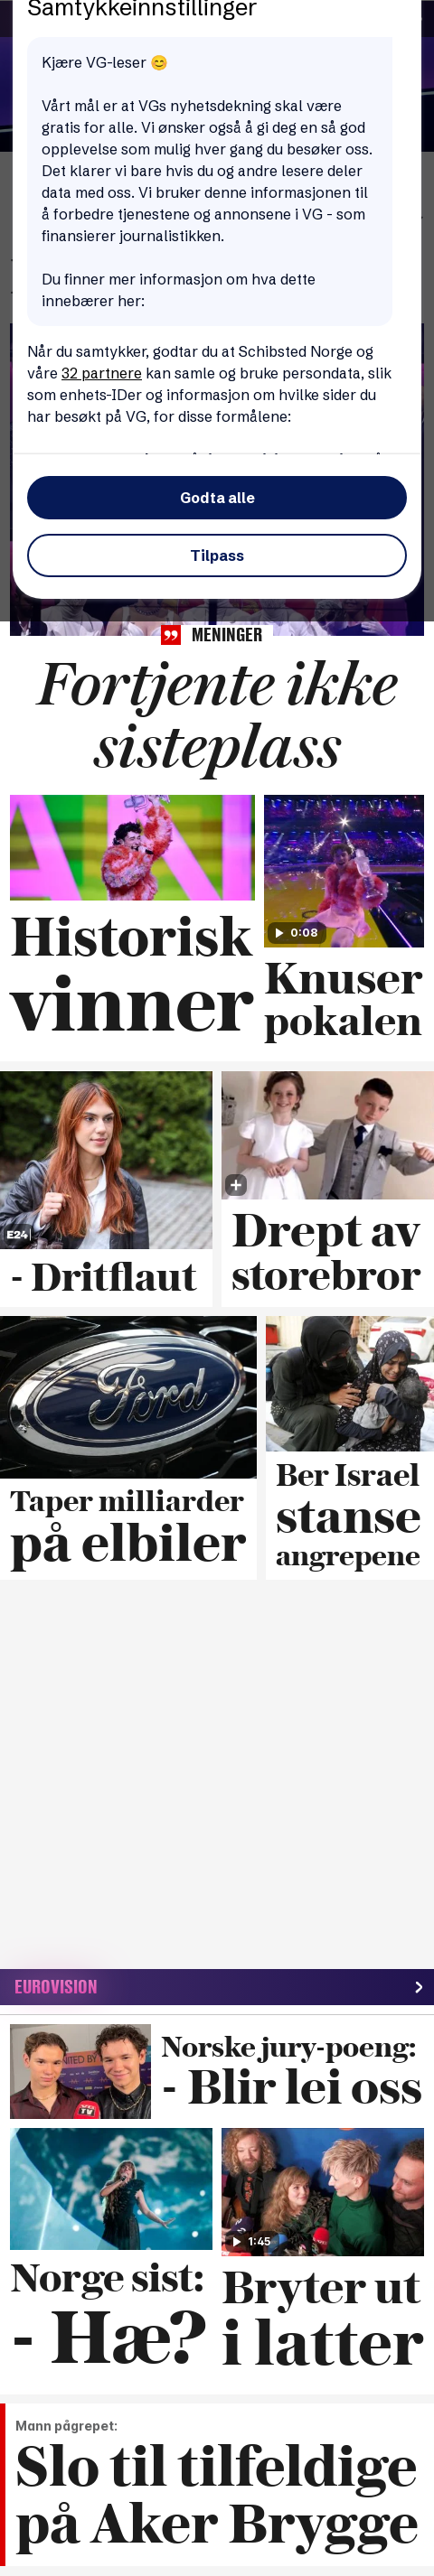 Samtykkeinnstillinger
Kjære VG-leser 😊
Vårt mål er at VGs nyhetsdekning skal være
gratis for alle. Vi ønsker også å gi deg en så god
opplevelse som mulig hver gang du besøker oss.
Det klarer vi bare hvis du og andre lesere deler
data med oss. Vi bruker denne informasjonen til
å forbedre tjenestene og annonsene i VG - som
finansierer journalistikken.
Du finner mer informasjon om hva dette
innebærer her:
Når du samtykker, godtar du at Schibsted Norge og
våre 32 partnere kan samle og bruke persondata, slik
som enhets-IDer og informasjon om hvilke sider du
har besøkt på VG, for disse formålene:
Godta alle
Tilpass
MENINGER
Fortjente ikke
sisteplass
Historisk
vinner
0:08
Knuser
pokalen
E24
- Dritflaut
Drept av
storebror
Ford
Taper milliarder
på elbiler
Ber Israel
stanse
angrepene
EUROVISION
Norske jury-poeng:
- Blir lei oss
Norge sist:
- Hæ?
1:45
Bryter ut
i latter
Mann pågrepet:
Slo til tilfeldige
på Aker Brygge